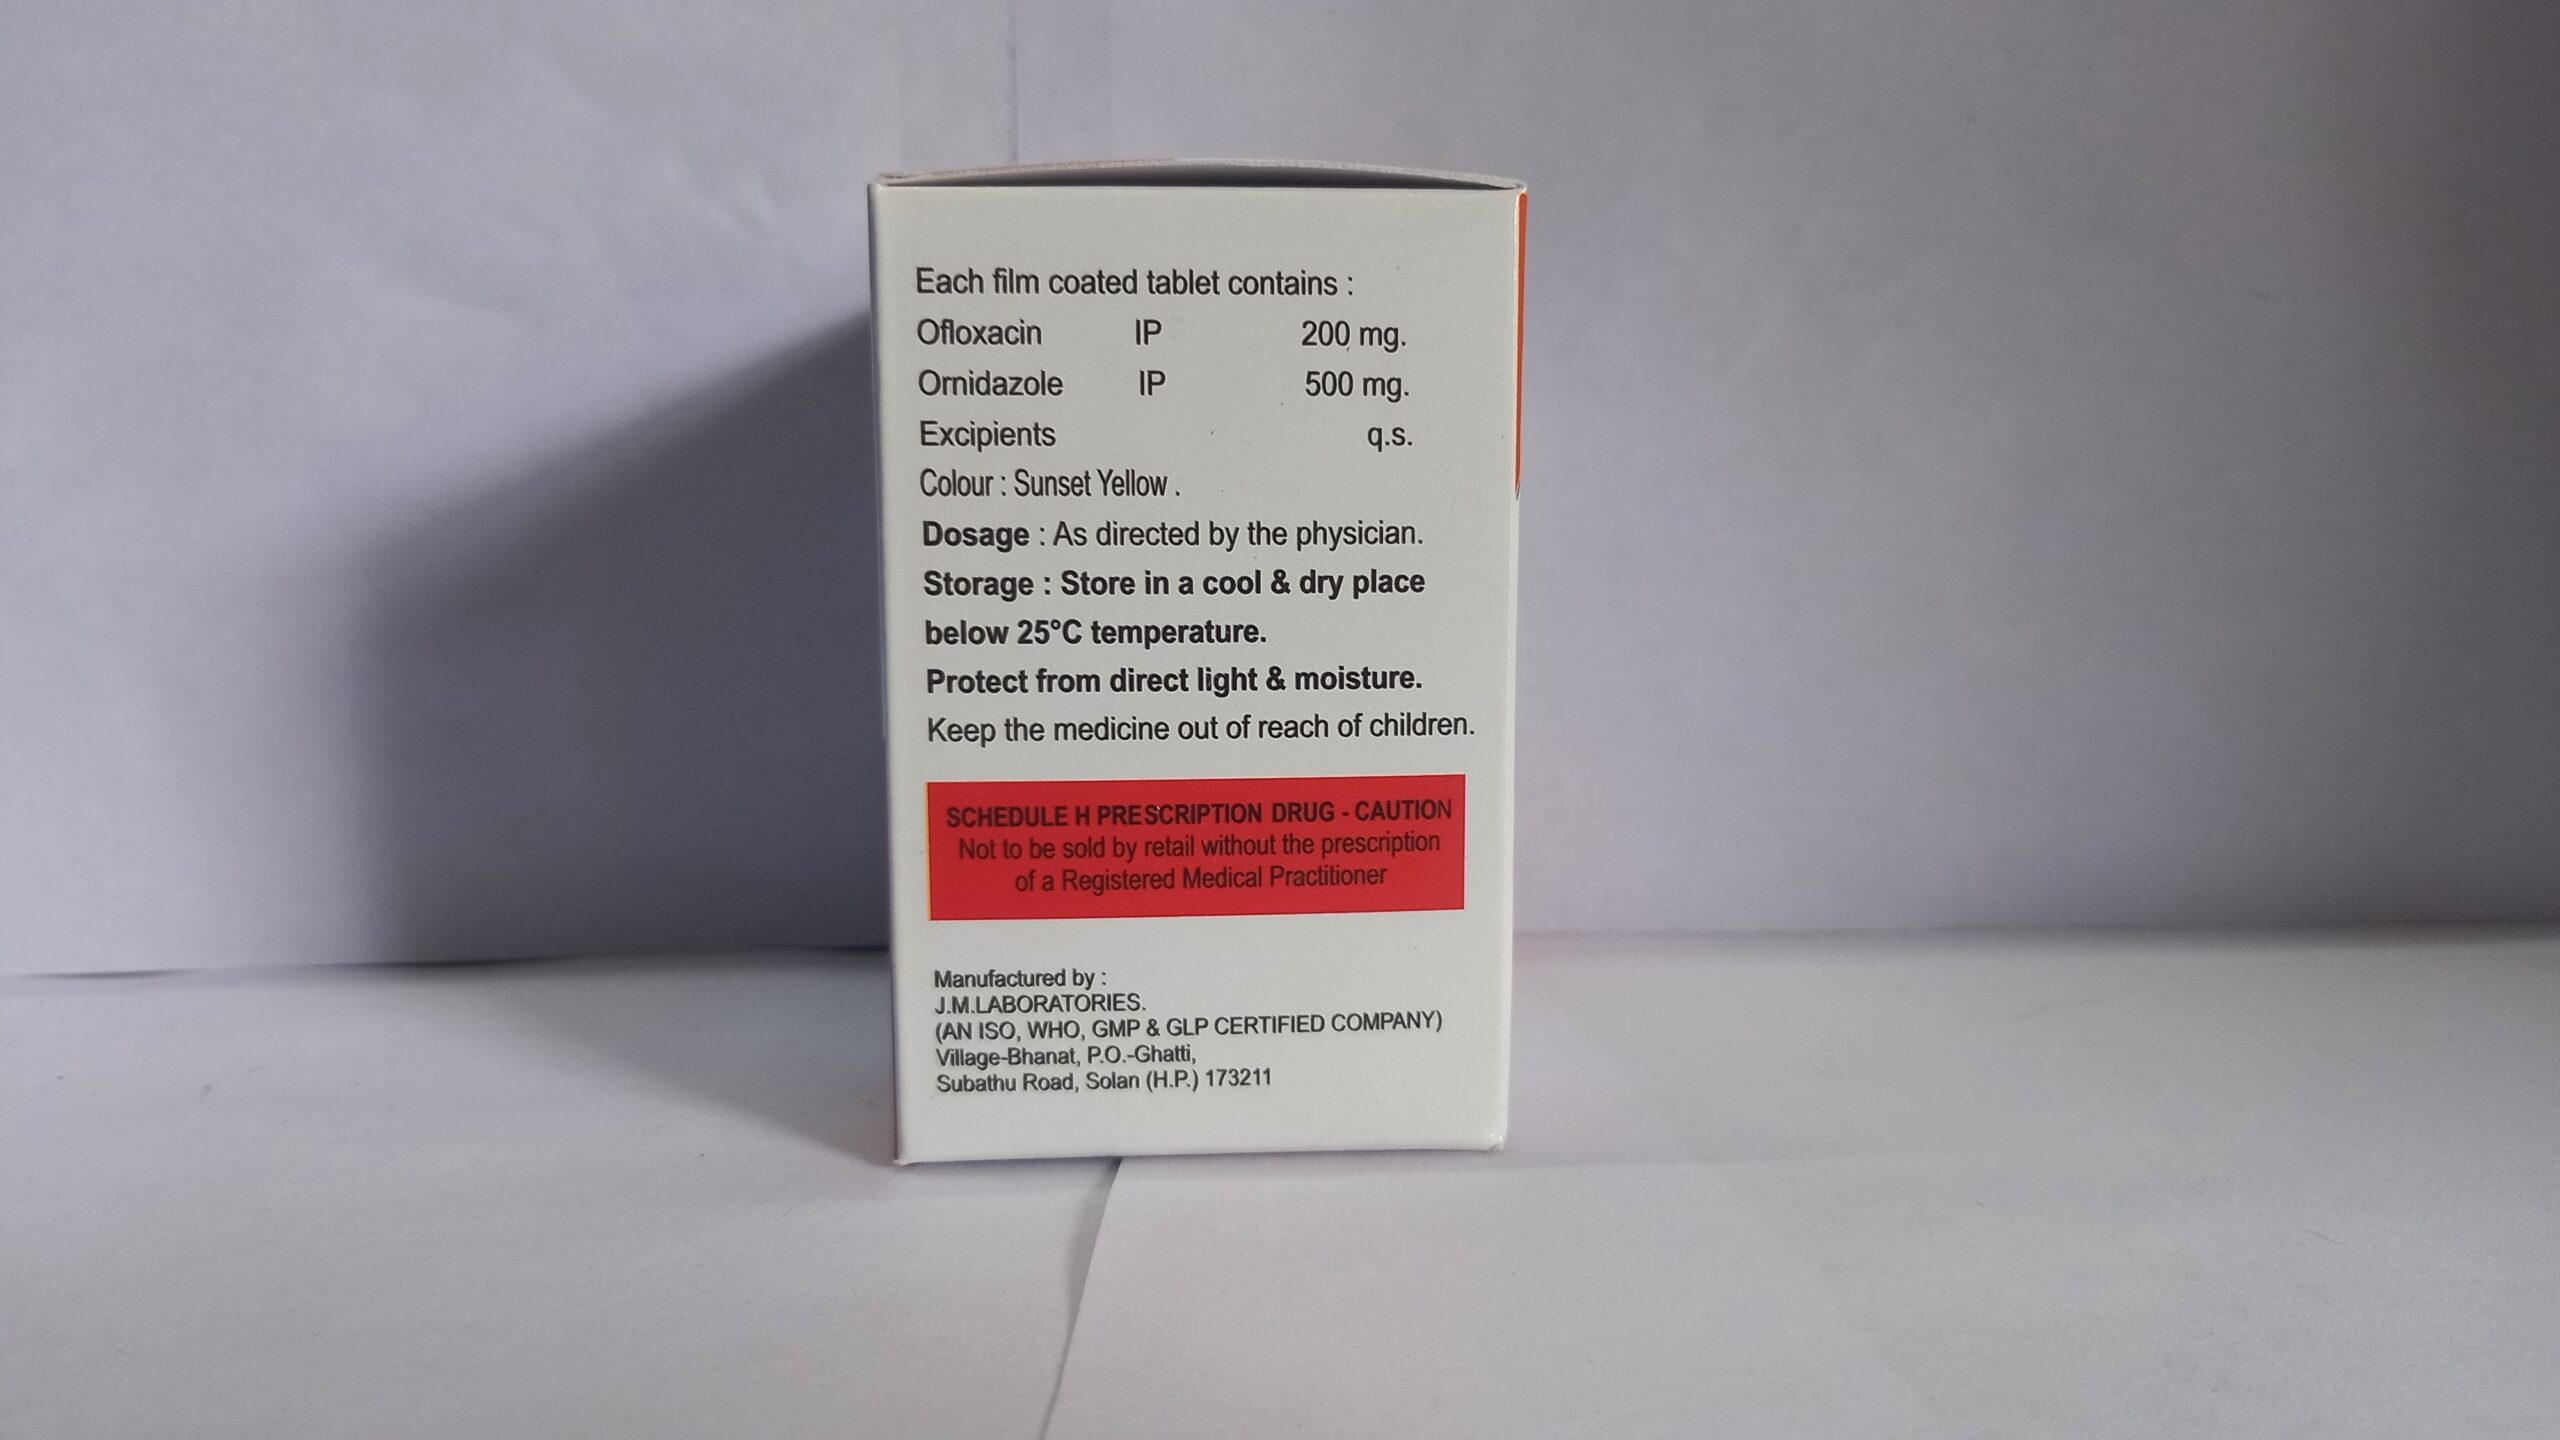 Each film coated tablet contains :
Ofloxacin IP 200 mg.
Ornidazole IP 500 mg.
Excipients q.s.
Colour : Sunset Yellow .
Dosage : As directed by the physician.
Storage : Store in a cool & dry place
below 25°C temperature.
Protect from direct light & moisture.
Keep the medicine out of reach of children.
SCHEDULE H PRESCRIPTION DRUG - CAUTION
Not to be sold by retail without the prescription
of a Registered Medical Practitioner
Manufactured by :
J.M.LABORATORIES.
(AN ISO, WHO, GMP & GLP CERTIFIED COMPANY)
Village-Bhanat, P.O.-Ghatti,
Subathu Road, Solan (H.P.) 173211